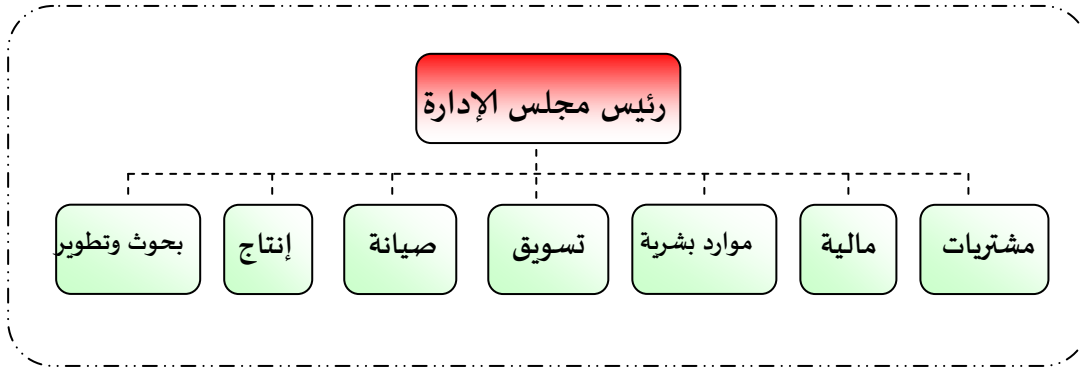 رئيس مجلس الإدارة
مشتريات
مالية
موارد بشرية
تسويق
صيانة
إنتاج
بحوث وتطوير